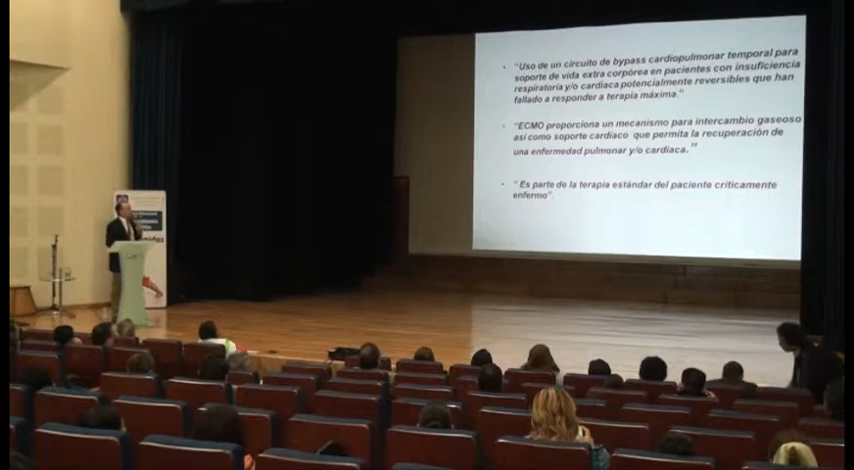 • "Uso de un circuito de bypass cardiopulmonar temporal para
soporte de vida extra corpórea en pacientes con insuficiencia
respiratoria y/o cardiaca potencialmente reversibles que han
fallado a responder a terapia máxima."
• "ECMO proporciona un mecanismo para intercambio gaseoso
así como soporte cardiaco que permita la recuperación de
una enfermedad pulmonar y/o cardiaca."
• " Es parte de la terapia estándar del paciente críticamente
enfermo".